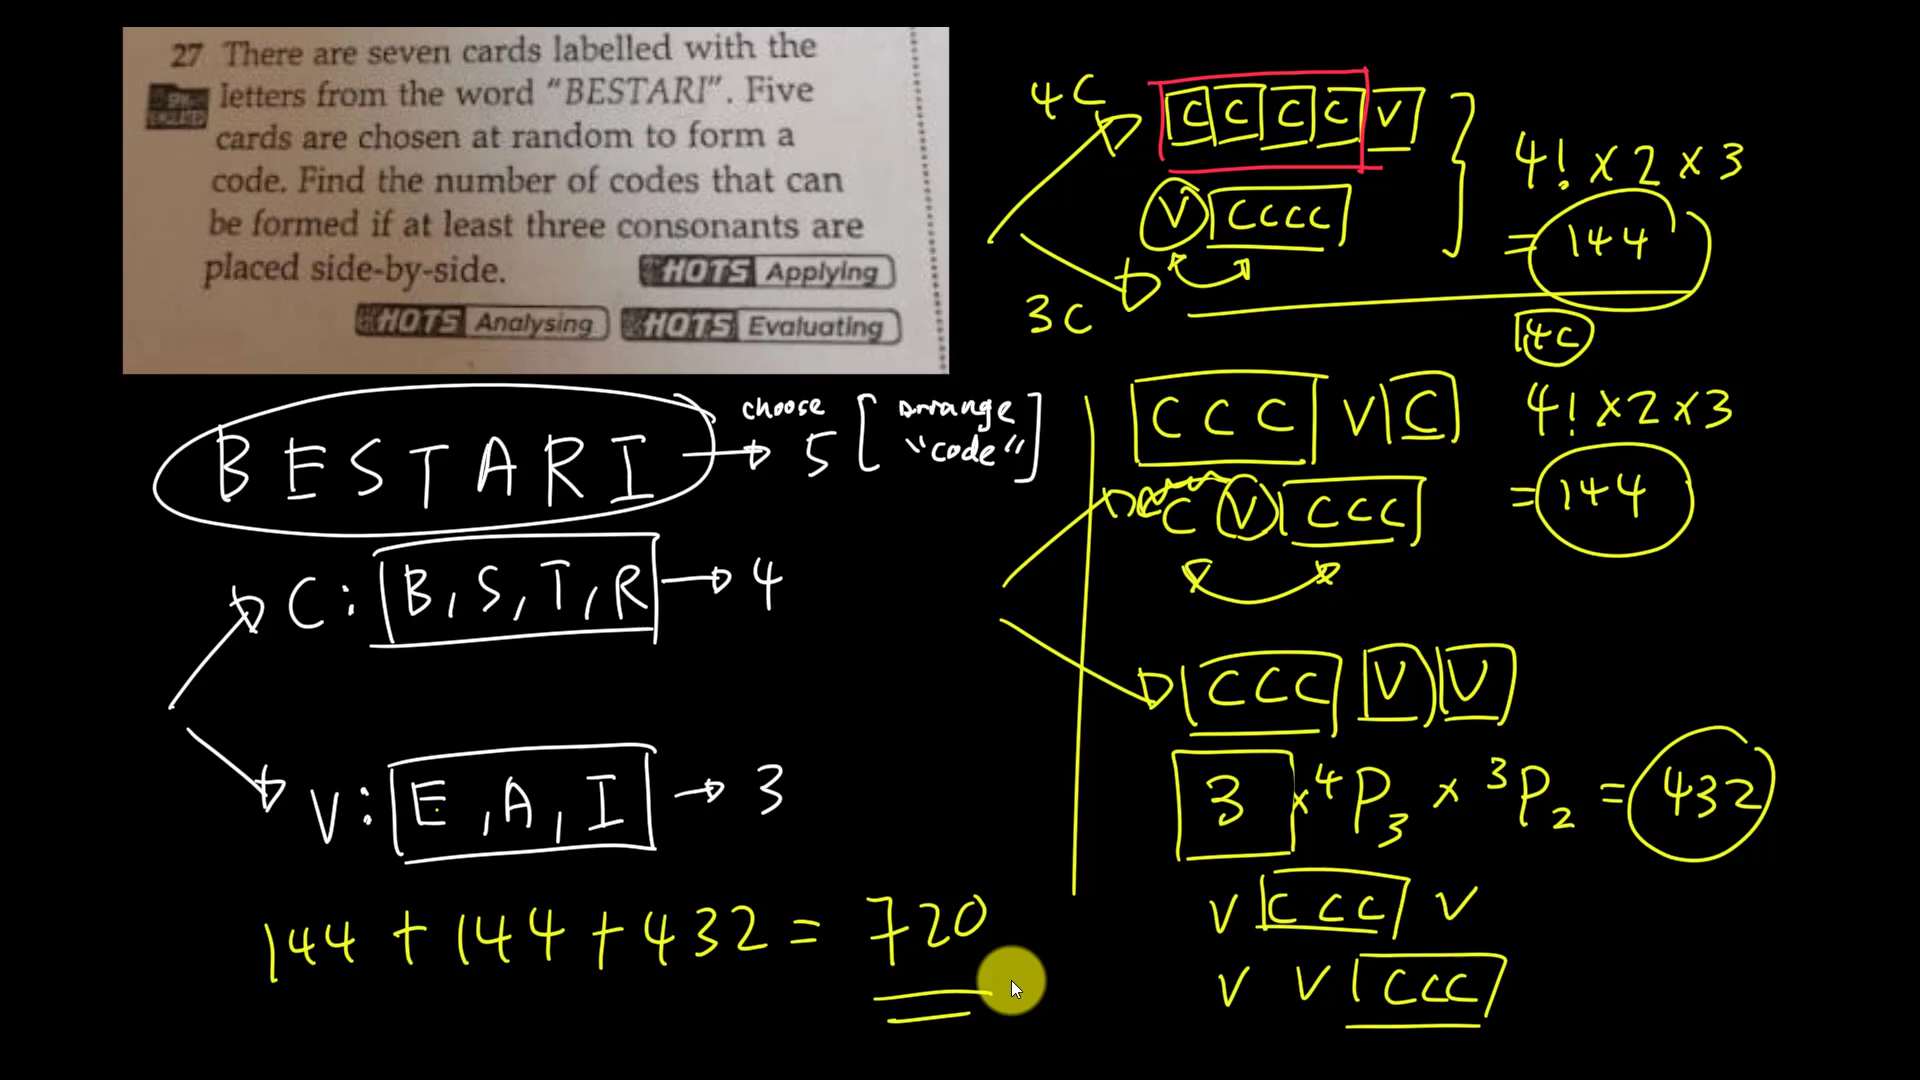 27 There are seven cards labelled with the
letters from the word "BESTARI". Five
cards are chosen at random to form a
code. Find the number of codes that can
be formed if at least three consonants are
placed side-by-side.
HOTS Applying
HOTS Analysing HOTS Evaluating
BESTARI
choose
5 [arrange
"code"]
C: B, S, T, R → 4
V: E, A, I → 3
144 + 144 + 432 = 720
4C
C C C C V
V CCCC
3C
4! x 2 x 3
= 144
4C
C C C V C
C V CCC
4! x 2 x 3
= 144
CCC V V
3 x ⁴P₃ x ³P₂ = 432
V CCC V
V V CCC